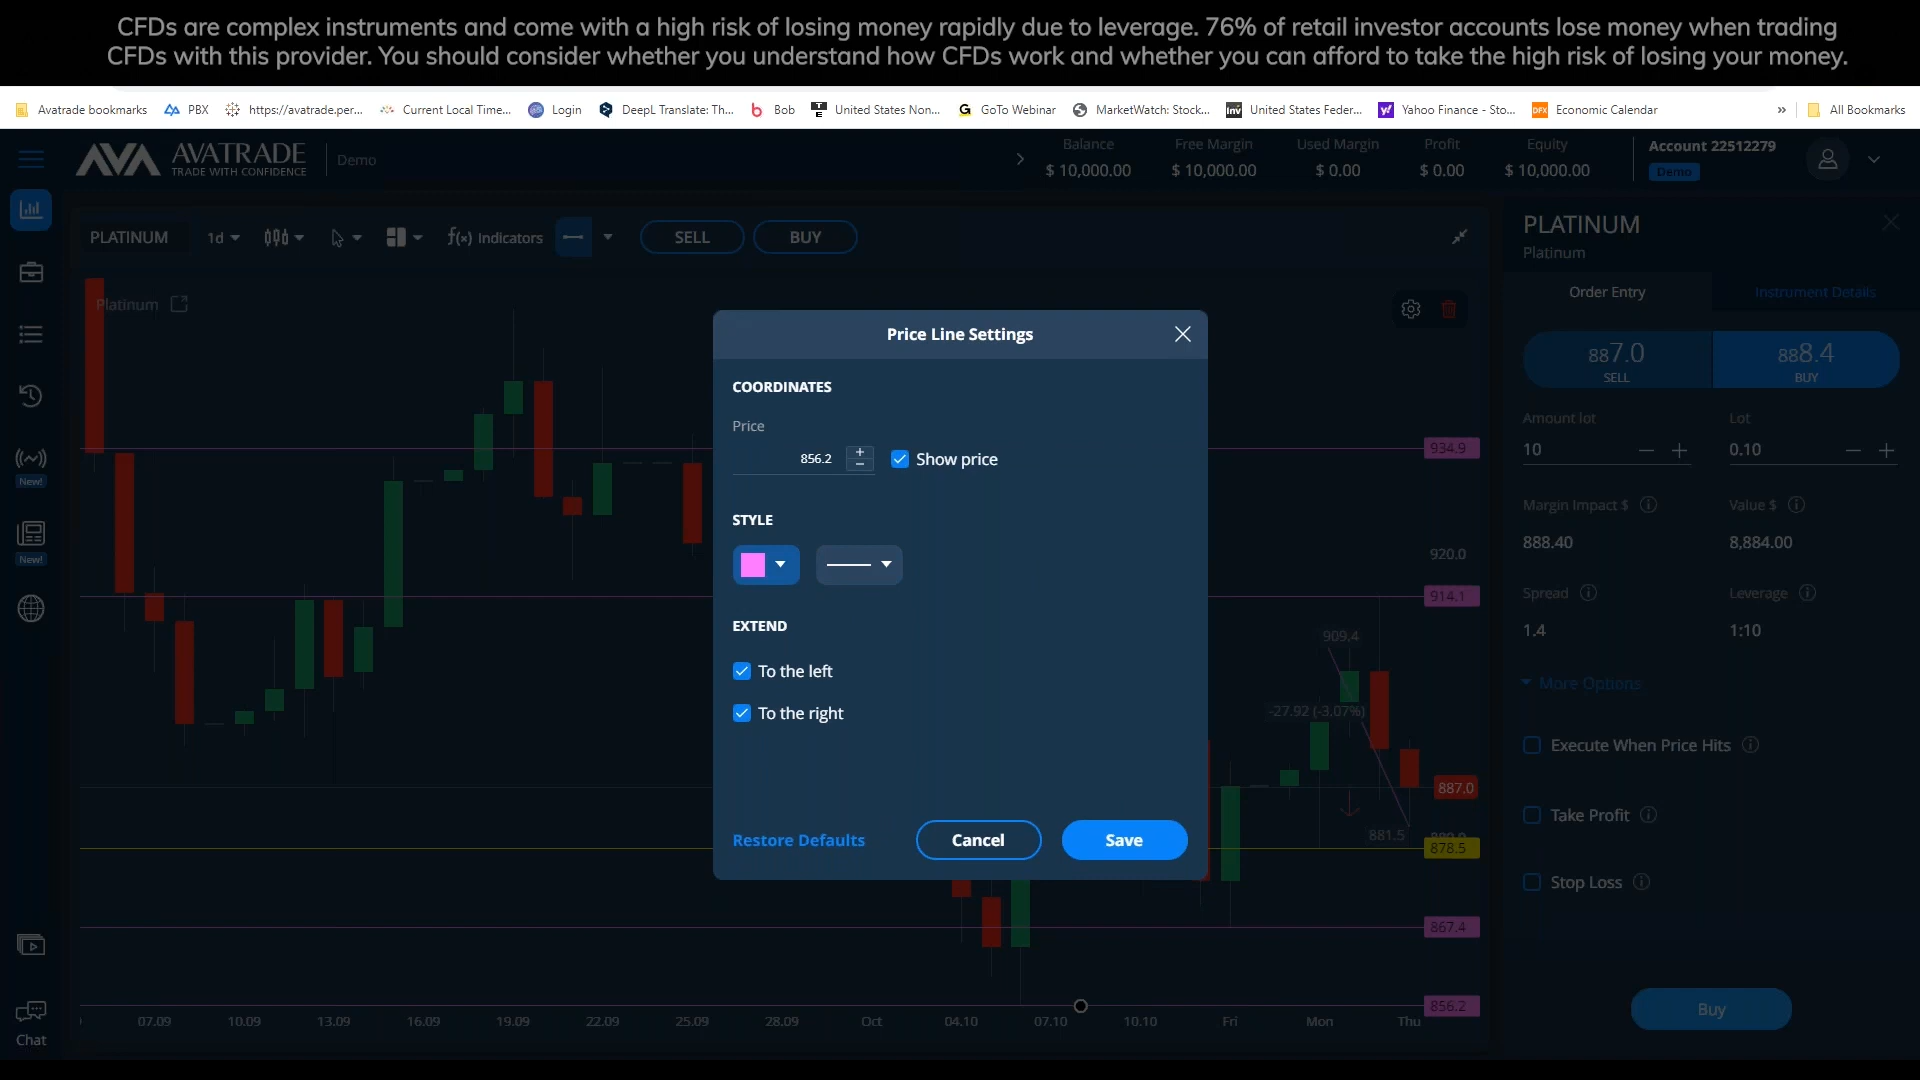 CFDs are complex instruments and come with a high risk of losing money rapidly due to leverage. 76% of retail investor accounts lose money when trading
CFDs with this provider. You should consider whether you understand how CFDs work and whether you can afford to take the high risk of losing your money.
Avatrade bookmarks PBX https://avatrade.per... Current Local Time... Login DeepL Translate: Th... Bob United States Non... GoTo Webinar MarketWatch: Stock... United States Feder... Yahoo Finance - Sto... Economic Calendar » All Bookmarks
AVA AVATRADE
TRADE WITH CONFIDENCE
Demo
Balance Free Margin Used Margin Profit Equity
$ 10,000.00 $ 10,000.00 $ 0.00 $ 0.00 $ 10,000.00
Account 22512279
Demo
PLATINUM 1d f(x) Indicators SELL BUY
Platinum
New!
New!
Chat
Price Line Settings
COORDINATES
Price
856.2 Show price
STYLE
EXTEND
To the left
To the right
Restore Defaults Cancel Save
934.9
920.0
914.1
909.4
-27.92 (-3.07%)
887.0
881.5
878.5
867.4
856.2
07.09 10.09 13.09 16.09 19.09 22.09 25.09 28.09 Oct 04.10 07.10 10.10 Fri Mon Thu
PLATINUM
Platinum
Order Entry Instrument Details
887.0 888.4
SELL BUY
Amount lot Lot
10 0.10
Margin Impact $ Value $
888.40 8,884.00
Spread Leverage
1.4 1:10
More Options
Execute When Price Hits
Take Profit
Stop Loss
Buy